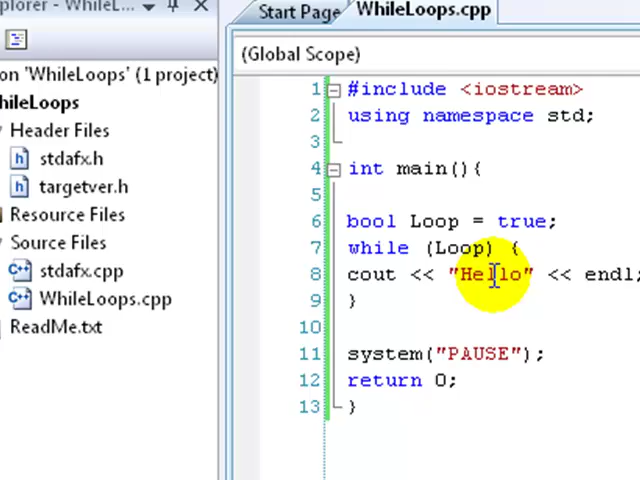 plorer - WhileL...
Start Page
WhileLoops.cpp
(Global Scope)
on 'WhileLoops' (1 project)
hileLoops
Header Files
stdafx.h
targetver.h
Resource Files
Source Files
stdafx.cpp
WhileLoops.cpp
ReadMe.txt
1 #include <iostream>
2 using namespace std;
3
4 int main(){
5
6 bool Loop = true;
7 while (Loop) {
8 cout << "Hello" << endl;
9 }
10
11 system("PAUSE");
12 return 0;
13 }